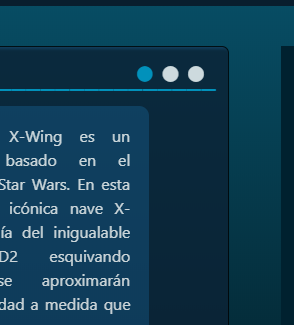 X-Wing es un
basado en el
Star Wars. En esta
icónica nave X-
ía del inigualable
D2 esquivando
se aproximarán
dad a medida que